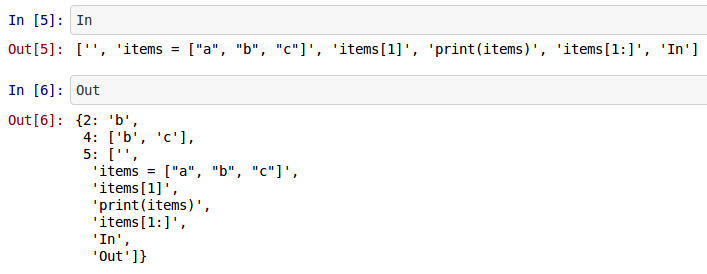 In [5]: In
Out[5]: ['', 'items = ["a", "b", "c"]', 'items[1]', 'print(items)', 'items[1:]', 'In']
In [6]: Out
Out[6]: {2: 'b',
 4: ['b', 'c'],
 5: ['',
  'items = ["a", "b", "c"]',
  'items[1]',
  'print(items)',
  'items[1:]',
  'In',
  'Out']}